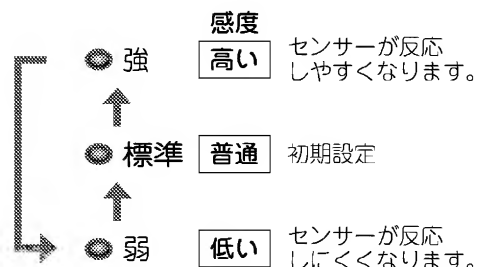 感度
強 高い センサーが反応
しやすくなります。
標準 普通 初期設定
弱 低い センサーが反応
しにくくなります。